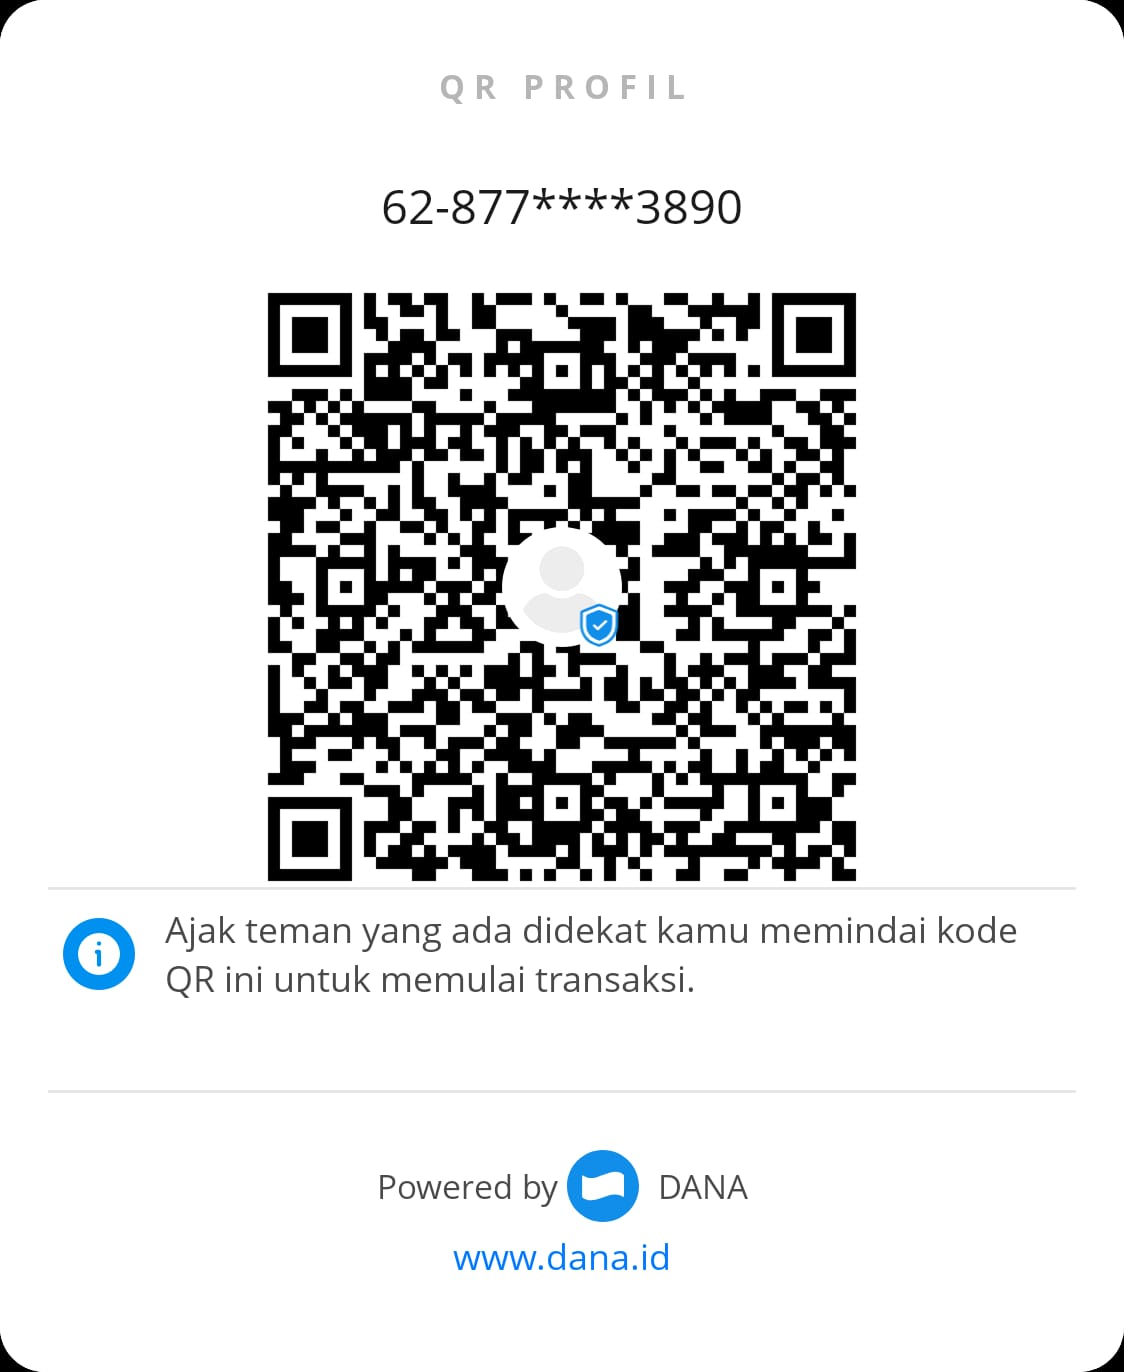 QR PROFIL
62-877****3890
Ajak teman yang ada didekat kamu memindai kode
QR ini untuk memulai transaksi.
Powered by DANA
www.dana.id